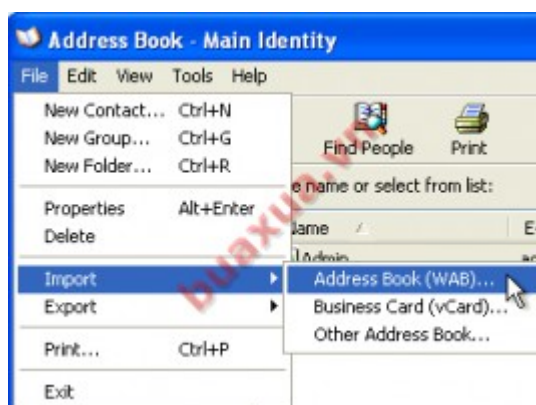 Address Book - Main Identity
File Edit View Tools Help
New Contact... Ctrl+N
New Group... Ctrl+G
New Folder... Ctrl+R
Properties Alt+Enter
Delete
Import
Export
Print... Ctrl+P
Exit
Find People Print
e name or select from list:
Name E
Admin
Address Book (WAB)...
Business Card (vCard)...
Other Address Book...
buaxua.vn